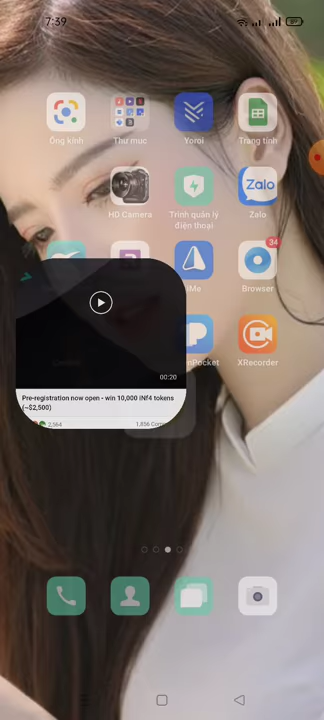 7:39
Ống kính
Thư mục
Yoroi
Trang tính
HD Camera
Trình quản lý
điện thoại
Zalo
Zalo
34
iMe
Browser
mPocket
XRecorder
00:20
Pre-registration now open - win 10,000 iNf4 tokens
(~$2,500)
2,564
1,856 Com